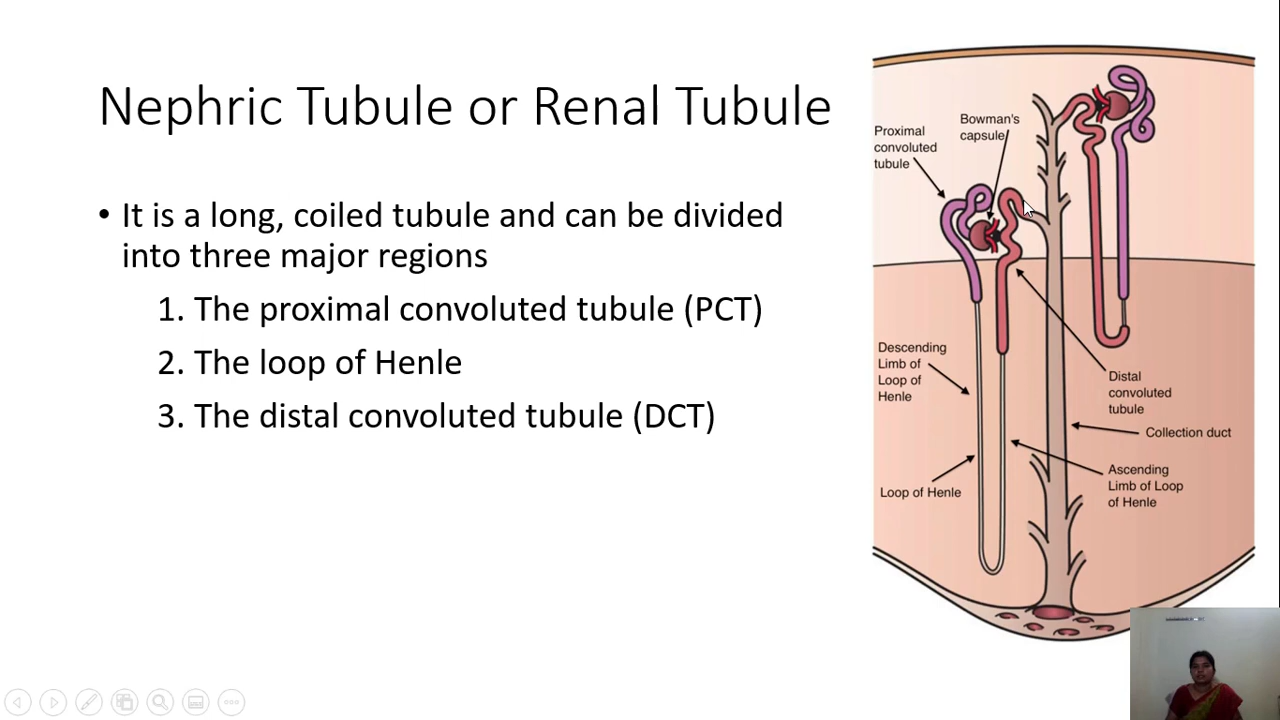 Nephric Tubule or Renal Tubule
• It is a long, coiled tubule and can be divided
into three major regions
1. The proximal convoluted tubule (PCT)
2. The loop of Henle
3. The distal convoluted tubule (DCT)
Proximal
convoluted
tubule
Bowman's
capsule
Descending
Limb of
Loop of
Henle
Loop of Henle
Distal
convoluted
tubule
Collection duct
Ascending
Limb of Loop
of Henle